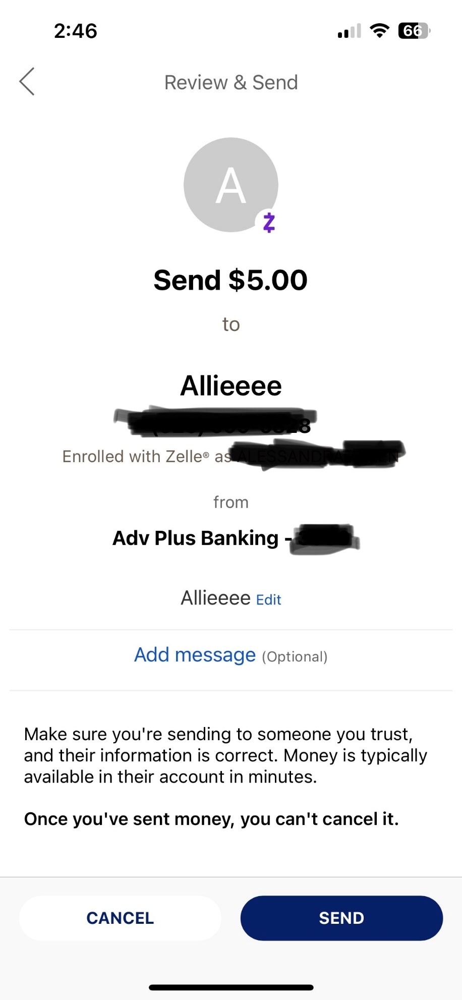 2:46
66
Review & Send
A
Send $5.00
to
Allieeee
Enrolled with Zelle® as
from
Adv Plus Banking -
Allieeee Edit
Add message (Optional)
Make sure you're sending to someone you trust,
and their information is correct. Money is typically
available in their account in minutes.
Once you've sent money, you can't cancel it.
CANCEL
SEND